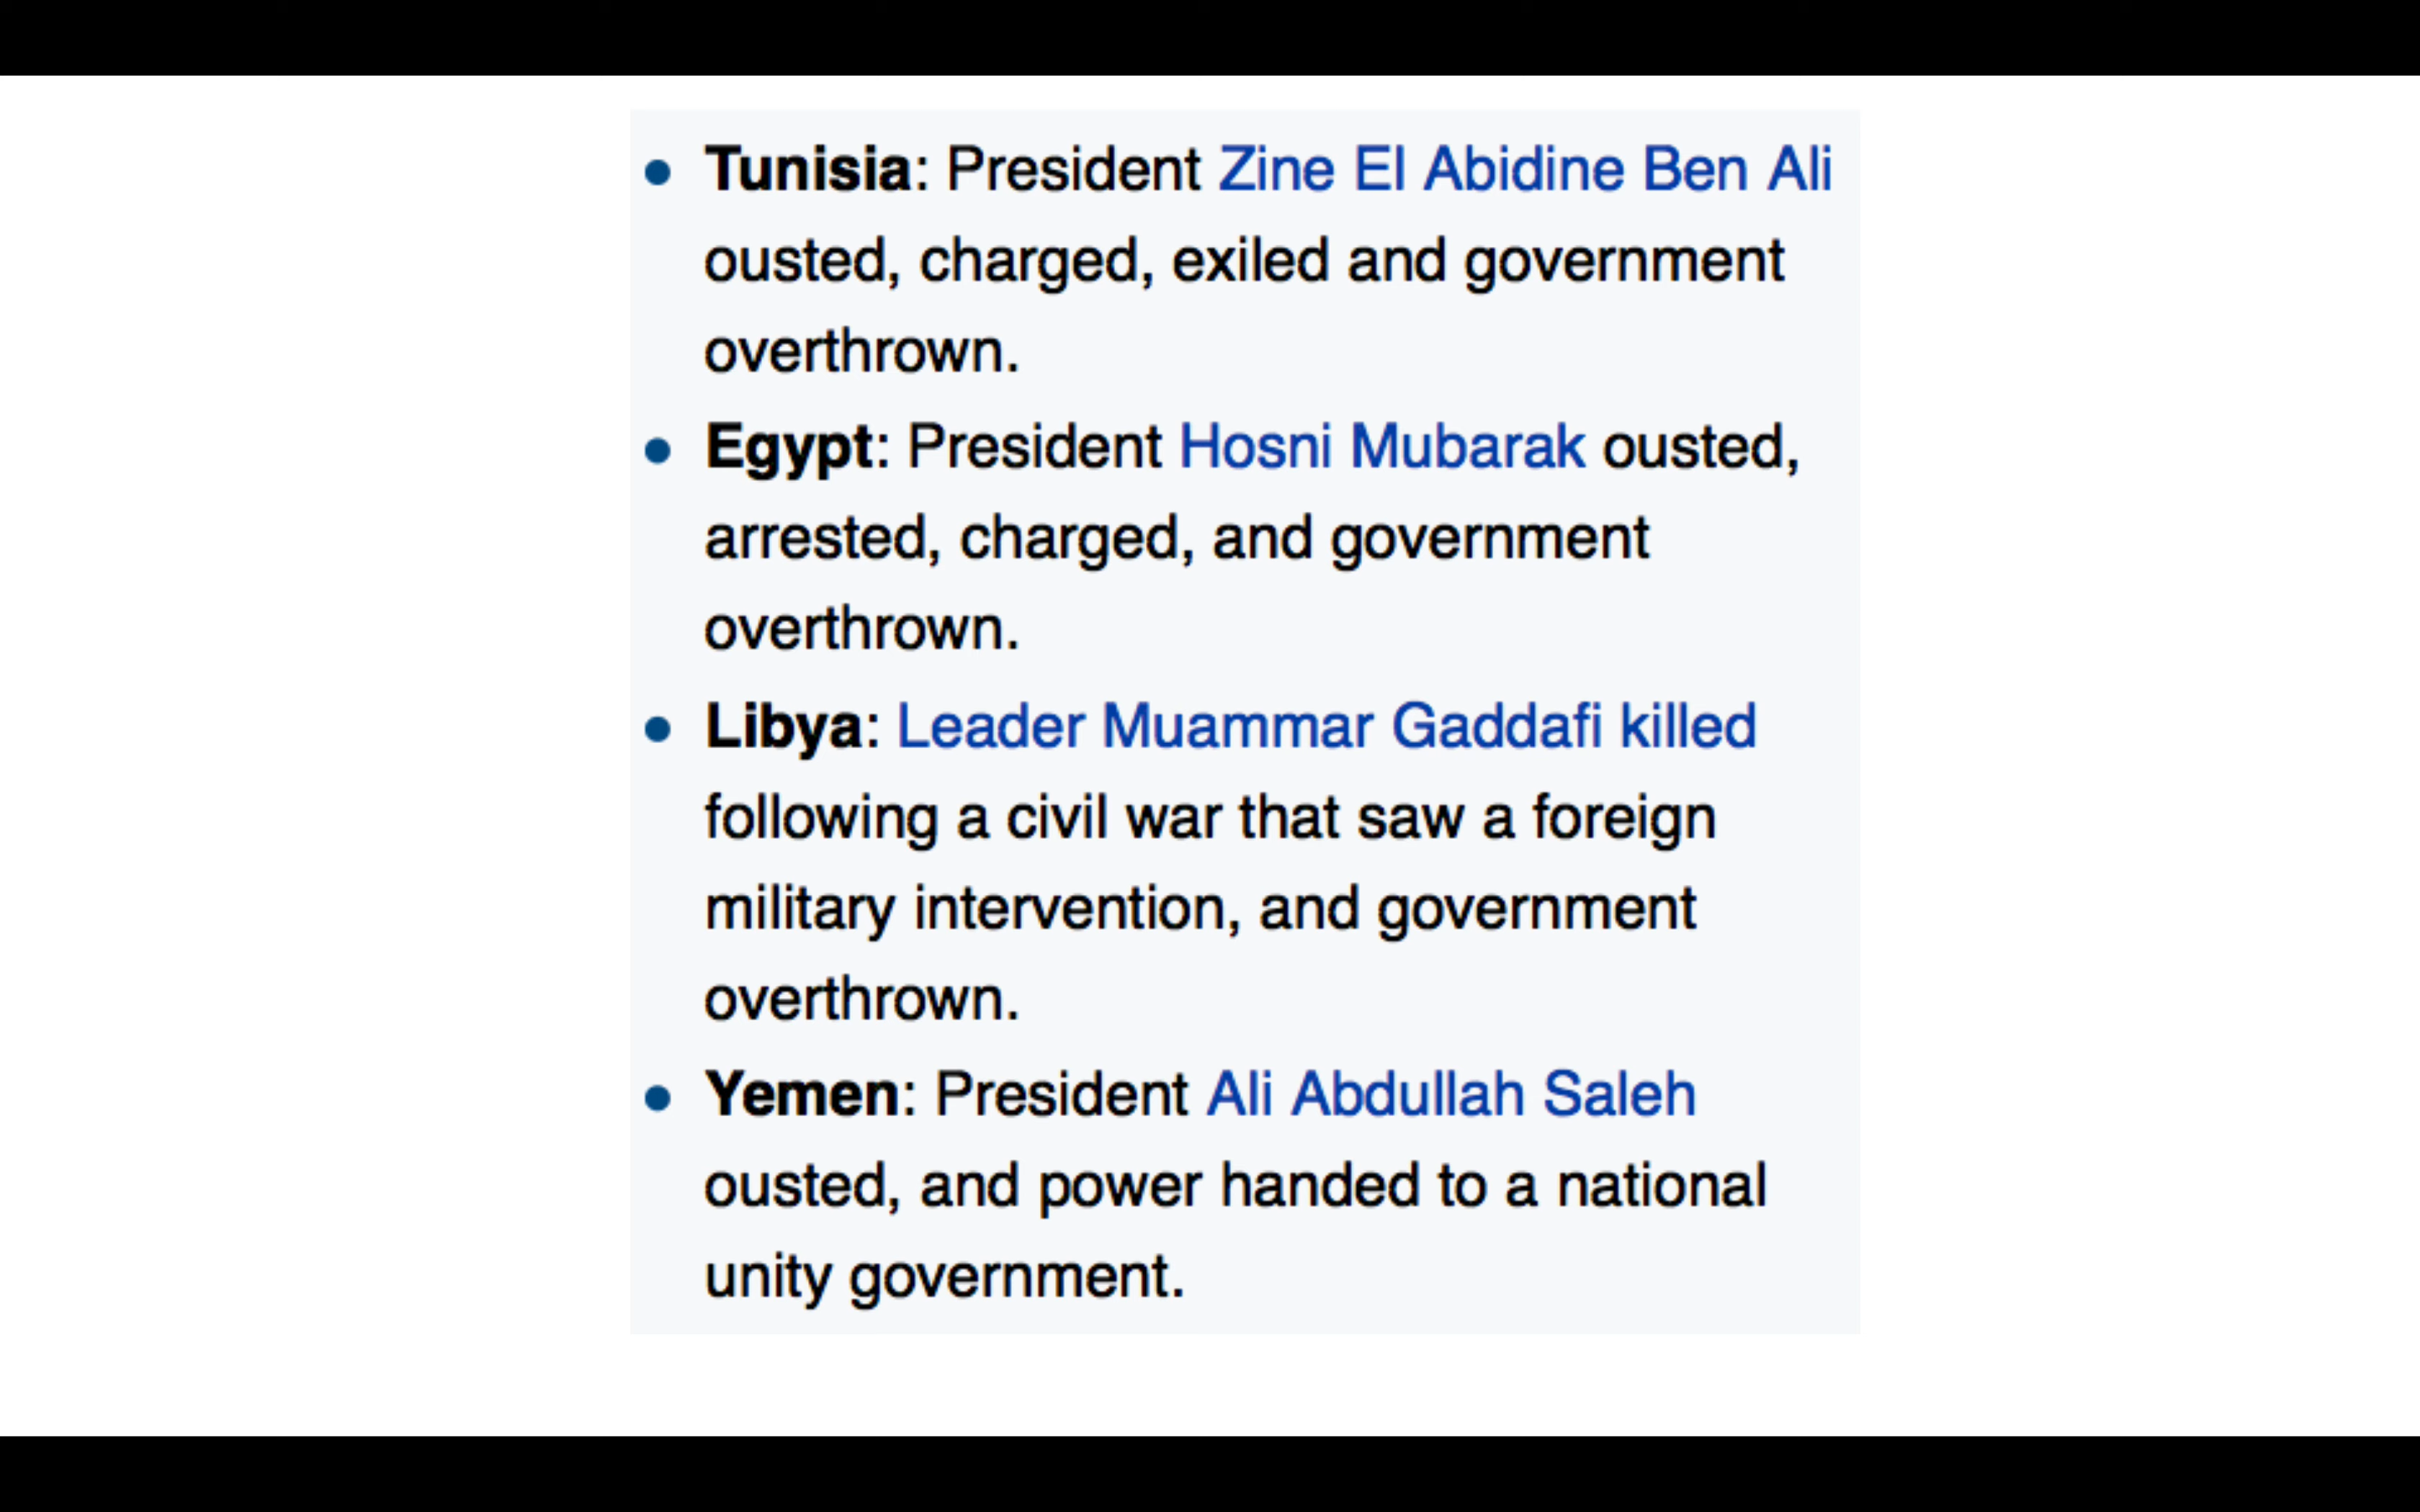 • Tunisia: President Zine El Abidine Ben Ali
ousted, charged, exiled and government
overthrown.
• Egypt: President Hosni Mubarak ousted,
arrested, charged, and government
overthrown.
• Libya: Leader Muammar Gaddafi killed
following a civil war that saw a foreign
military intervention, and government
overthrown.
• Yemen: President Ali Abdullah Saleh
ousted, and power handed to a national
unity government.